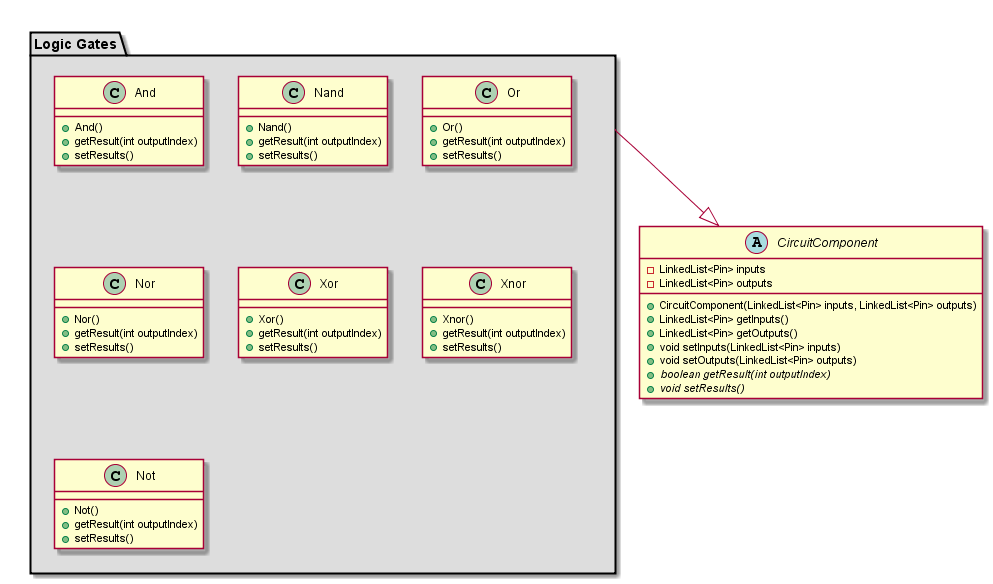 Logic Gates
C And
And()
getResult(int outputIndex)
setResults()
C Nand
Nand()
getResult(int outputIndex)
setResults()
C Or
Or()
getResult(int outputIndex)
setResults()
A CircuitComponent
LinkedList<Pin> inputs
LinkedList<Pin> outputs
CircuitComponent(LinkedList<Pin> inputs, LinkedList<Pin> outputs)
LinkedList<Pin> getInputs()
LinkedList<Pin> getOutputs()
void setInputs(LinkedList<Pin> inputs)
void setOutputs(LinkedList<Pin> outputs)
boolean getResult(int outputIndex)
void setResults()
C Nor
Nor()
getResult(int outputIndex)
setResults()
C Xor
Xor()
getResult(int outputIndex)
setResults()
C Xnor
Xnor()
getResult(int outputIndex)
setResults()
C Not
Not()
getResult(int outputIndex)
setResults()